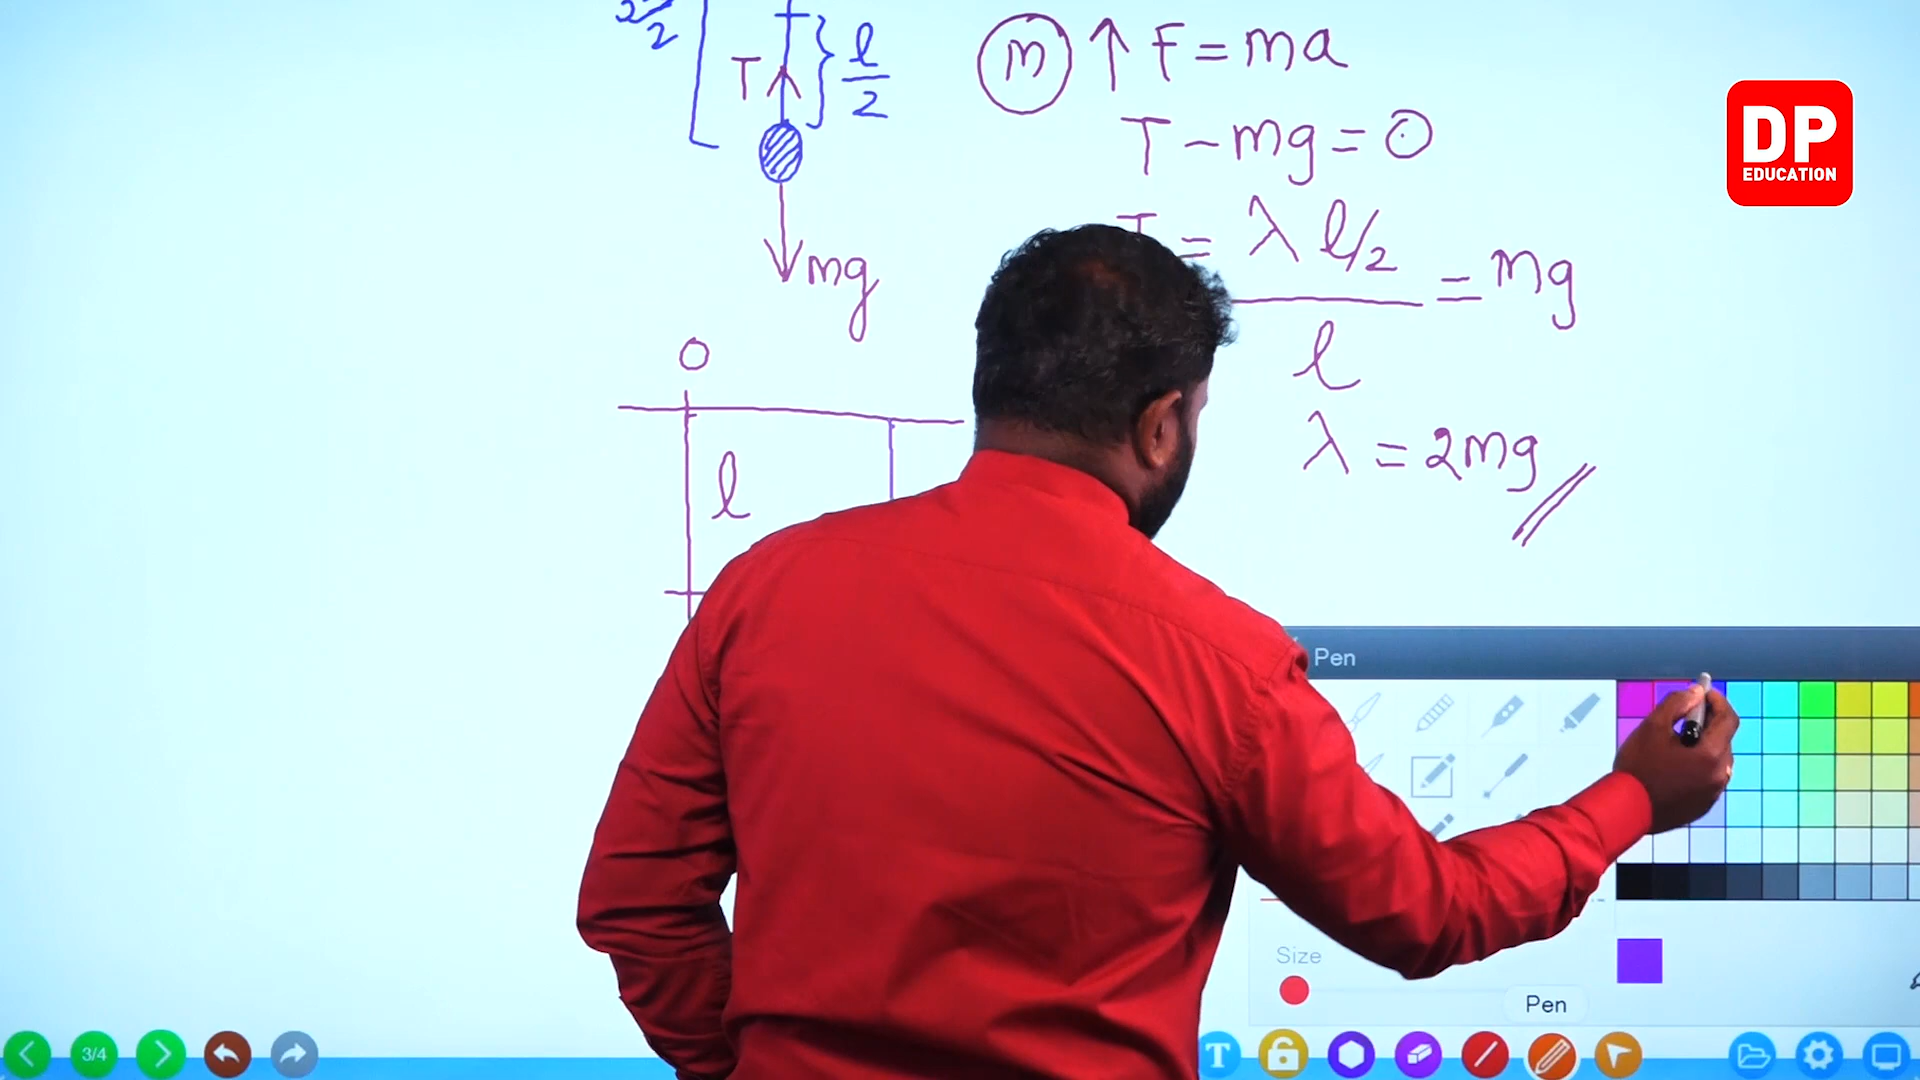 T
l/2
m ↑ F = ma
T - mg = 0
= λ l/2 / l = mg
λ = 2mg
mg
O
l
DP
EDUCATION
Pen
Size
Pen
3/4
T